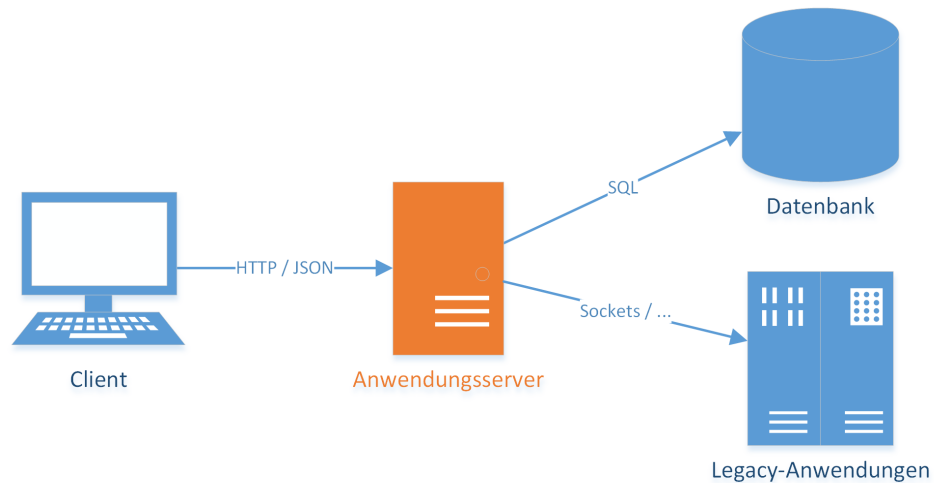 SQL
Datenbank
HTTP / JSON
Sockets / ...
Client
Anwendungsserver
Legacy-Anwendungen